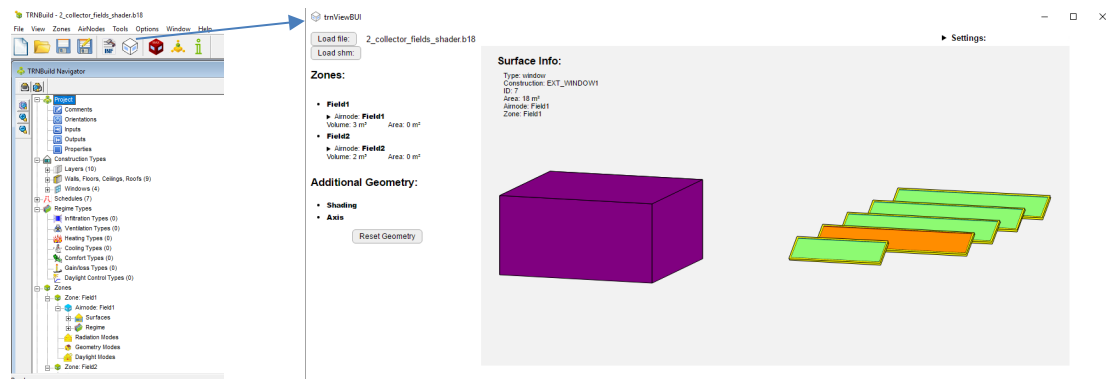 TRNBuild - 2_collector_fields_shader.b18
File View Zones AirNodes Tools Options Window Help
INF
TRNBuild Navigator
Project
Comments
Orientations
Inputs
Outputs
Properties
Construction Types
Layers (10)
Walls, Floors, Ceilings, Roofs (9)
Windows (4)
Schedules (7)
Regime Types
Infiltration Types (0)
Ventilation Types (0)
Heating Types (0)
Cooling Types (0)
Comfort Types (0)
Gain/loss Types (0)
Daylight Control Types (0)
Zones
Zone: Field1
Airnode: Field1
Surfaces
Regime
Radiation Modes
Geometry Modes
Daylight Modes
Zone: Field2
trnViewBUI
Load file: 2_collector_fields_shader.b18
Load shm:
Zones:
• Field1
▶ Airnode: Field1
Volume: 3 m³ Area: 0 m²
• Field2
▶ Airnode: Field2
Volume: 2 m³ Area: 0 m²
Additional Geometry:
• Shading
• Axis
Reset Geometry
▶ Settings:
Surface Info:
Type: window
Construction: EXT_WINDOW1
ID: 7
Area: 18 m²
Airnode: Field1
Zone: Field1